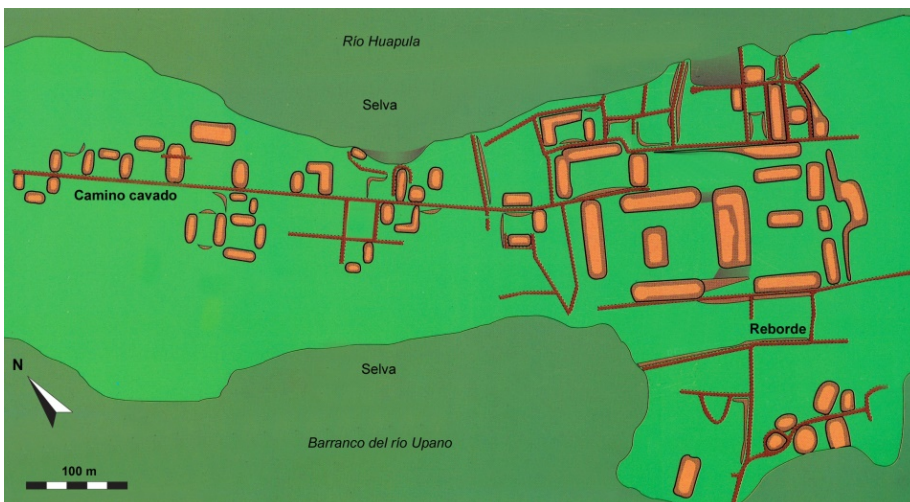 Río Huapula
Selva
Camino cavado
Reborde
Selva
N
Barranco del río Upano
100 m